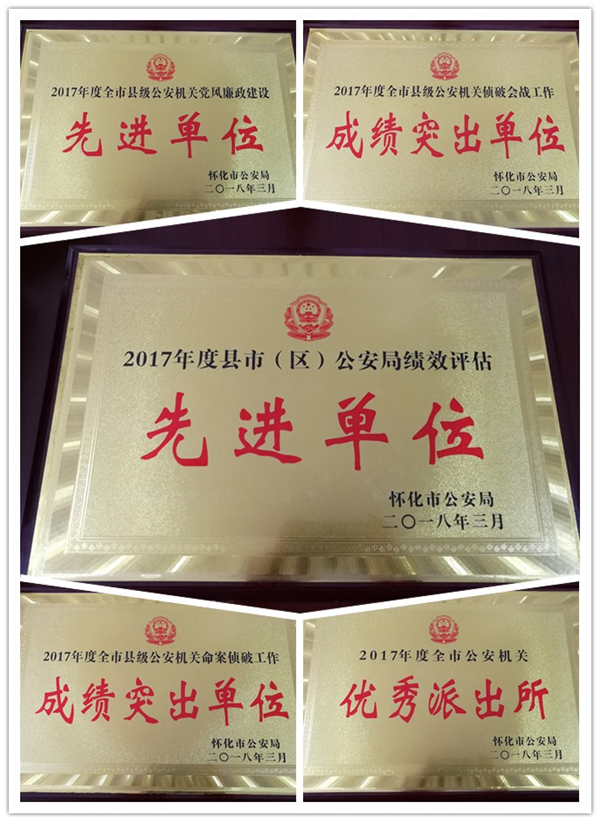 2017年度全市县级公安机关党风廉政建设
先进单位
怀化市公安局
二〇一八年三月
2017年度全市县级公安机关侦破会战工作
成绩突出单位
怀化市公安局
二〇一八年三月
2017年度县市（区）公安局绩效评估
先进单位
怀化市公安局
二〇一八年三月
2017年度全市县级公安机关命案侦破工作
成绩突出单位
怀化市公安局
二〇一八年三月
2017年度全市公安机关
优秀派出所
怀化市公安局
二〇一八年三月